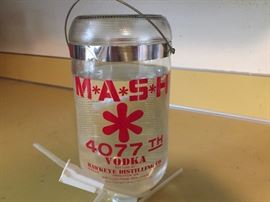 M*A*S*H
4077 TH
VODKA
HAWKEYE DISTILLING CO